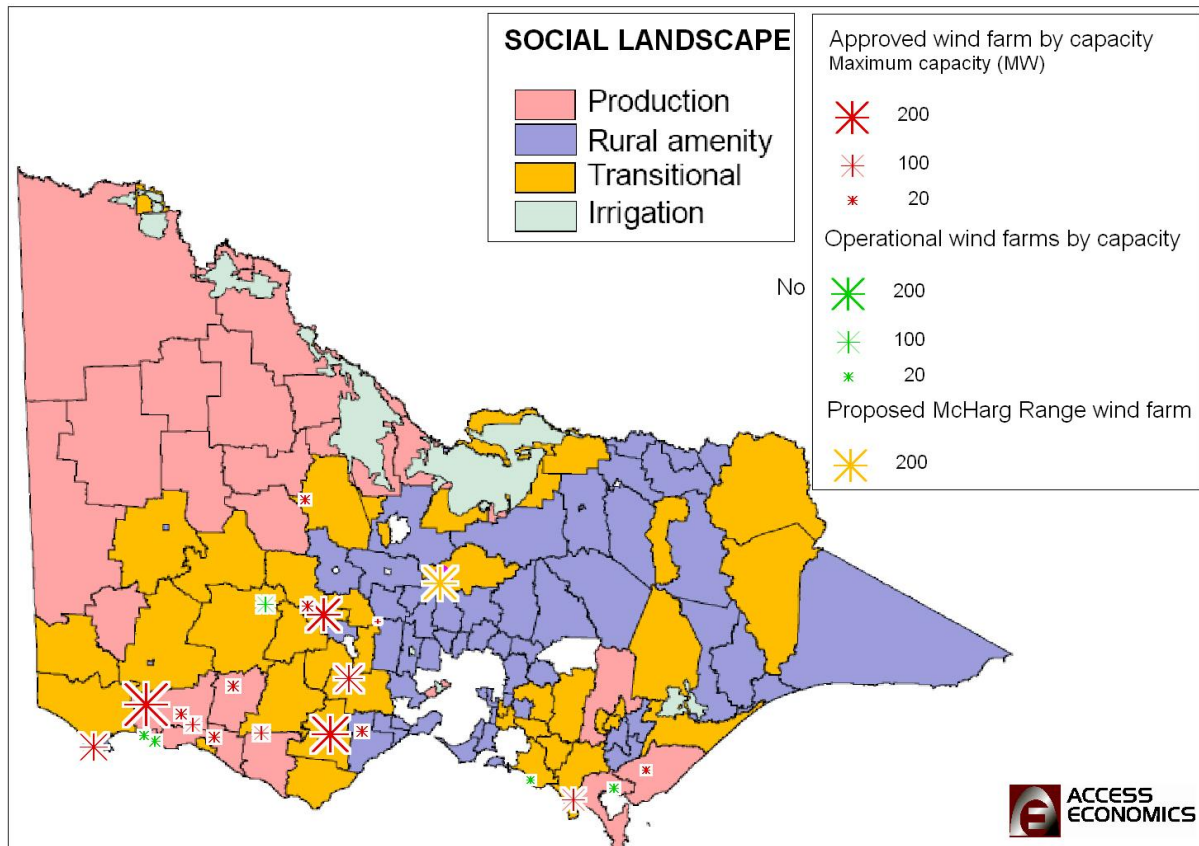 SOCIAL LANDSCAPE
Production
Rural amenity
Transitional
Irrigation
Approved wind farm by capacity
Maximum capacity (MW)
200
100
20
Operational wind farms by capacity
No
200
100
20
Proposed McHarg Range wind farm
200
ACCESS
ECONOMICS